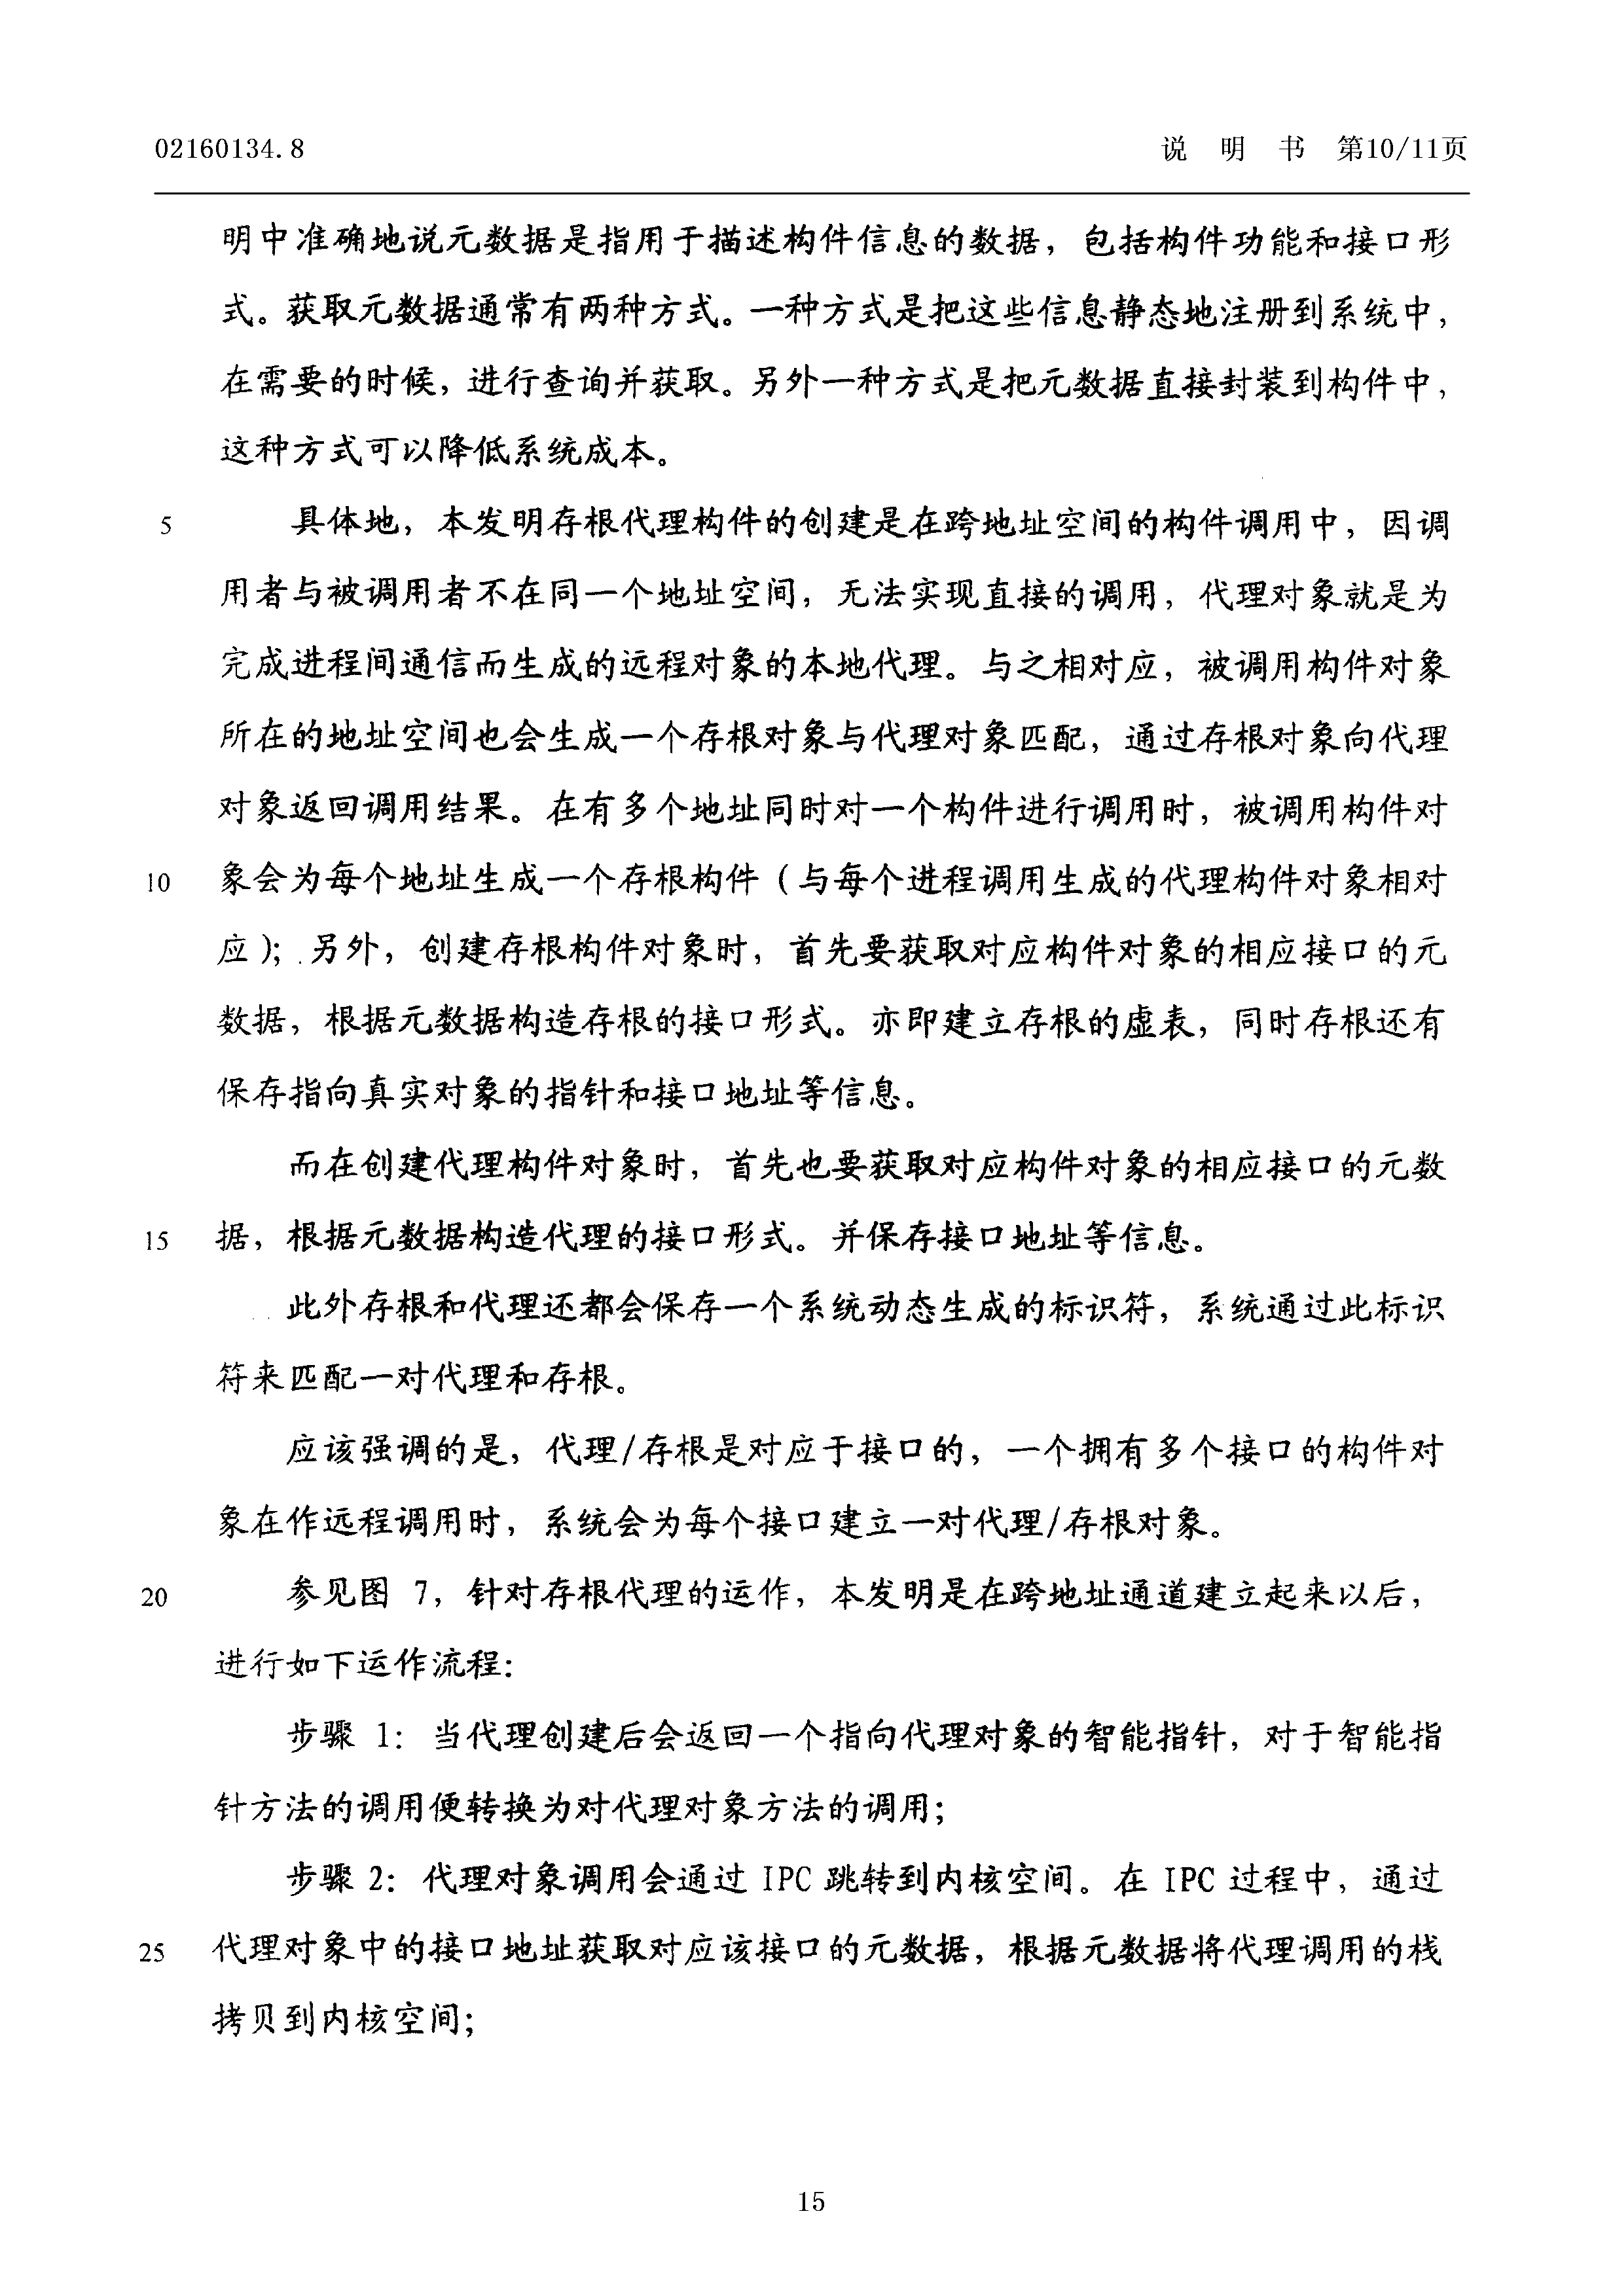 02160134.8
说 明 书 第10/11页
明中准确地说元数据是指用于描述构件信息的数据，包括构件功能和接口形
式。获取元数据通常有两种方式。一种方式是把这些信息静态地注册到系统中，
在需要的时候，进行查询并获取。另外一种方式是把元数据直接封装到构件中，
这种方式可以降低系统成本。
5 具体地，本发明存根代理构件的创建是在跨地址空间的构件调用中，因调
用者与被调用者不在同一个地址空间，无法实现直接的调用，代理对象就是为
完成进程间通信而生成的远程对象的本地代理。与之相对应，被调用构件对象
所在的地址空间也会生成一个存根对象与代理对象匹配，通过存根对象向代理
对象返回调用结果。在有多个地址同时对一个构件进行调用时，被调用构件对
10 象会为每个地址生成一个存根构件（与每个进程调用生成的代理构件对象相对
应）；另外，创建存根构件对象时，首先要获取对应构件对象的相应接口的元
数据，根据元数据构造存根的接口形式。亦即建立存根的虚表，同时存根还有
保存指向真实对象的指针和接口地址等信息。
而在创建代理构件对象时，首先也要获取对应构件对象的相应接口的元数
15 据，根据元数据构造代理的接口形式。并保存接口地址等信息。
此外存根和代理还都会保存一个系统动态生成的标识符，系统通过此标识
符来匹配一对代理和存根。
应该强调的是，代理/存根是对应于接口的，一个拥有多个接口的构件对
象在作远程调用时，系统会为每个接口建立一对代理/存根对象。
20 参见图 7，针对存根代理的运作，本发明是在跨地址通道建立起来以后，
进行如下运作流程：
步骤 1：当代理创建后会返回一个指向代理对象的智能指针，对于智能指
针方法的调用便转换为对代理对象方法的调用；
步骤 2：代理对象调用会通过 IPC 跳转到内核空间。在 IPC 过程中，通过
25 代理对象中的接口地址获取对应该接口的元数据，根据元数据将代理调用的栈
拷贝到内核空间；
15